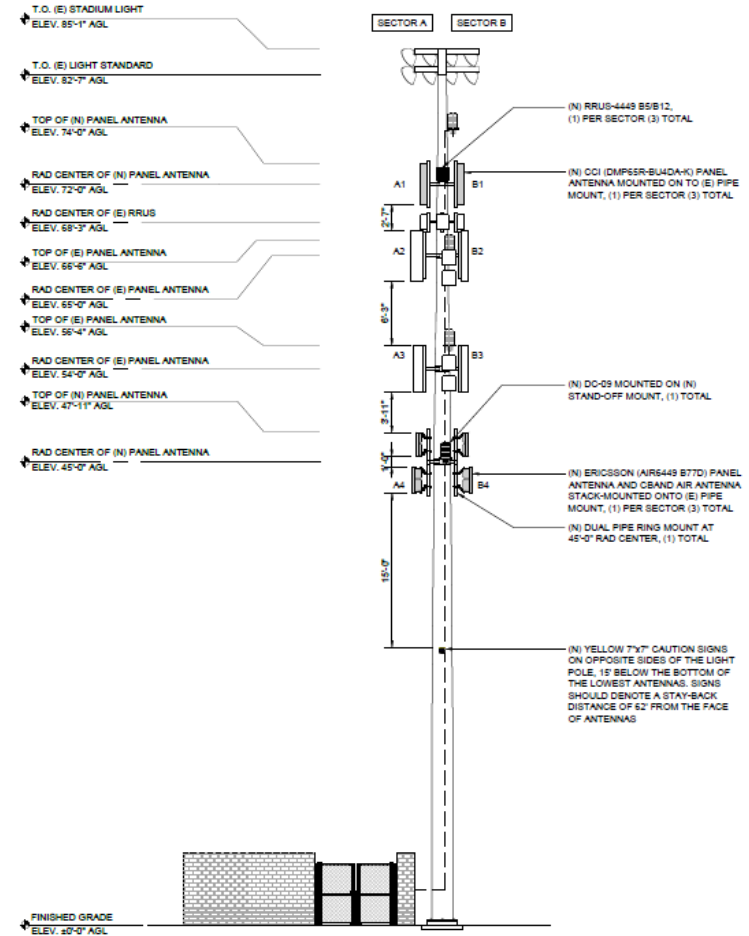 T.O. (E) STADIUM LIGHT
ELEV. 85'-1" AGL
T.O. (E) LIGHT STANDARD
ELEV. 82'-7" AGL
TOP OF (N) PANEL ANTENNA
ELEV. 74'-0" AGL
RAD CENTER OF (N) PANEL ANTENNA
ELEV. 72'-0" AGL
RAD CENTER OF (E) RRUS
ELEV. 68'-3" AGL
TOP OF (E) PANEL ANTENNA
ELEV. 66'-6" AGL
RAD CENTER OF (E) PANEL ANTENNA
ELEV. 65'-0" AGL
TOP OF (E) PANEL ANTENNA
ELEV. 56'-4" AGL
RAD CENTER OF (E) PANEL ANTENNA
ELEV. 54'-0" AGL
TOP OF (N) PANEL ANTENNA
ELEV. 47'-11" AGL
RAD CENTER OF (N) PANEL ANTENNA
ELEV. 45'-0" AGL
FINISHED GRADE
ELEV. ±0'-0" AGL
SECTOR A
SECTOR B
A1
B1
2'-7"
A2
B2
6'-3"
A3
B3
3'-11"
1'-0"
A4
B4
15'-0"
(N) RRUS-4449 B5/B12,
(1) PER SECTOR (3) TOTAL
(N) CCI (DMP65R-BU4DA-K) PANEL
ANTENNA MOUNTED ON TO (E) PIPE
MOUNT, (1) PER SECTOR (3) TOTAL
(N) DC-09 MOUNTED ON (N)
STAND-OFF MOUNT, (1) TOTAL
(N) ERICSSON (AIR6449 B77D) PANEL
ANTENNA AND CBAND AIR ANTENNA
STACK-MOUNTED ONTO (E) PIPE
MOUNT, (1) PER SECTOR (3) TOTAL
(N) DUAL PIPE RING MOUNT AT
45'-0" RAD CENTER, (1) TOTAL
(N) YELLOW 7"x7" CAUTION SIGNS
ON OPPOSITE SIDES OF THE LIGHT
POLE, 15' BELOW THE BOTTOM OF
THE LOWEST ANTENNAS. SIGNS
SHOULD DENOTE A STAY-BACK
DISTANCE OF 62' FROM THE FACE
OF ANTENNAS